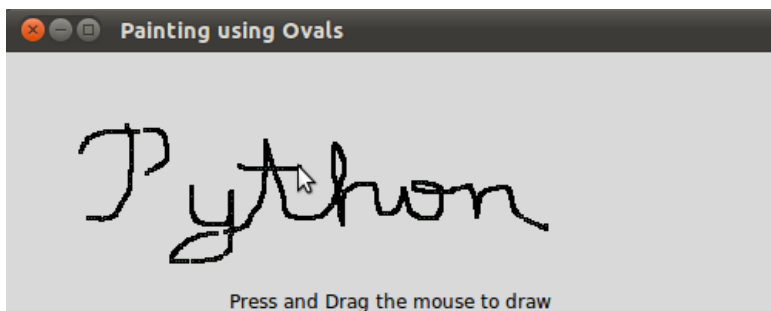 Painting using Ovals
Python
Press and Drag the mouse to draw